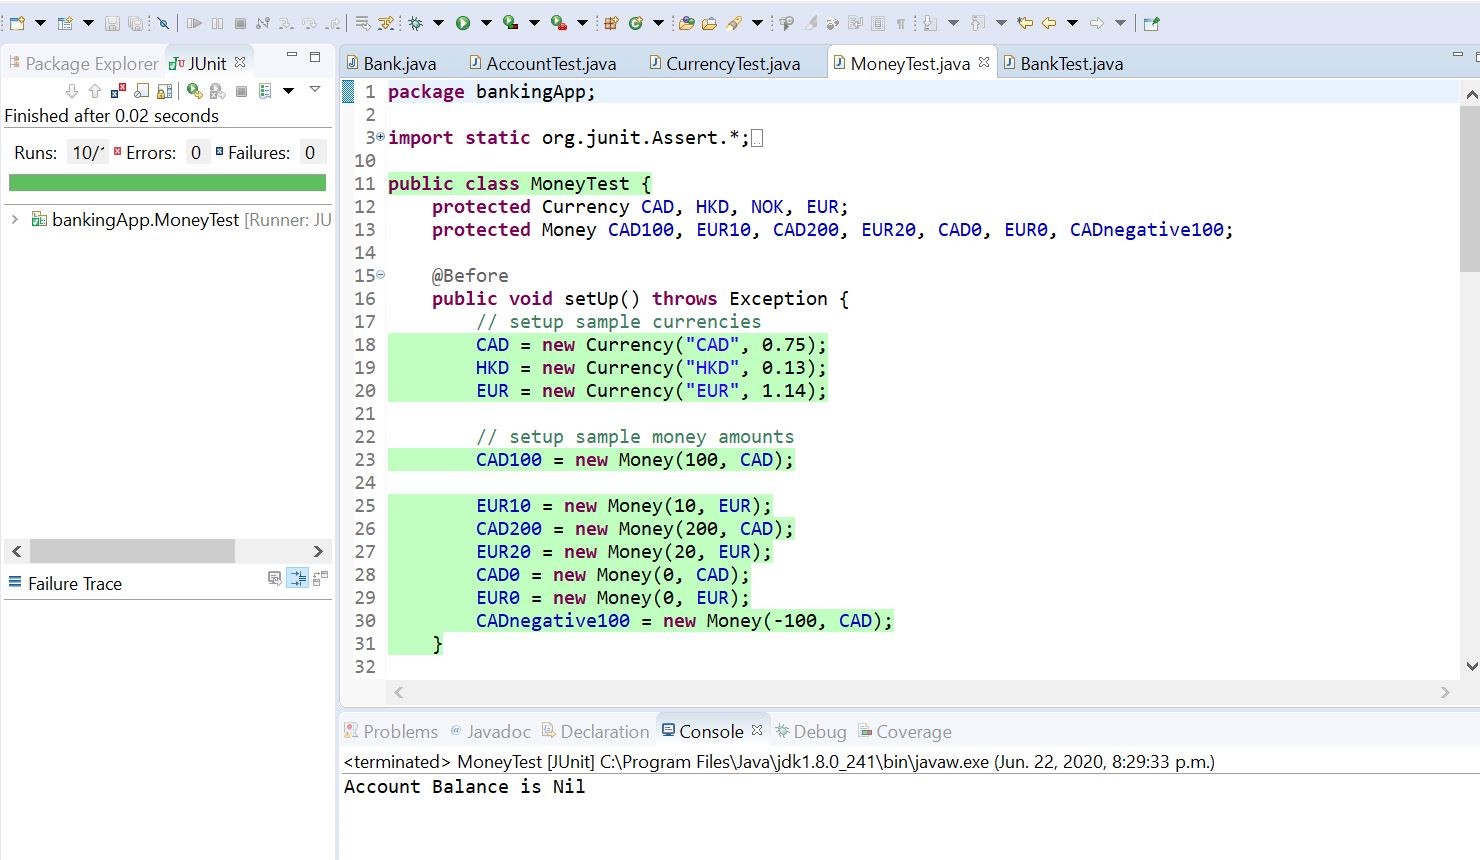 Package Explorer JUnit
Finished after 0.02 seconds
Runs: 10/1 Errors: 0 Failures: 0
bankingApp.MoneyTest [Runner: JU
Failure Trace
Bank.java AccountTest.java CurrencyTest.java MoneyTest.java BankTest.java
1 package bankingApp;
2
3 import static org.junit.Assert.*;
10
11 public class MoneyTest {
12 protected Currency CAD, HKD, NOK, EUR;
13 protected Money CAD100, EUR10, CAD200, EUR20, CAD0, EUR0, CADnegative100;
14
15 @Before
16 public void setUp() throws Exception {
17 // setup sample currencies
18 CAD = new Currency("CAD", 0.75);
19 HKD = new Currency("HKD", 0.13);
20 EUR = new Currency("EUR", 1.14);
21
22 // setup sample money amounts
23 CAD100 = new Money(100, CAD);
24
25 EUR10 = new Money(10, EUR);
26 CAD200 = new Money(200, CAD);
27 EUR20 = new Money(20, EUR);
28 CAD0 = new Money(0, CAD);
29 EUR0 = new Money(0, EUR);
30 CADnegative100 = new Money(-100, CAD);
31 }
32
Problems Javadoc Declaration Console Debug Coverage
<terminated> MoneyTest [JUnit] C:\Program Files\Java\jdk1.8.0_241\bin\javaw.exe (Jun. 22, 2020, 8:29:33 p.m.)
Account Balance is Nil